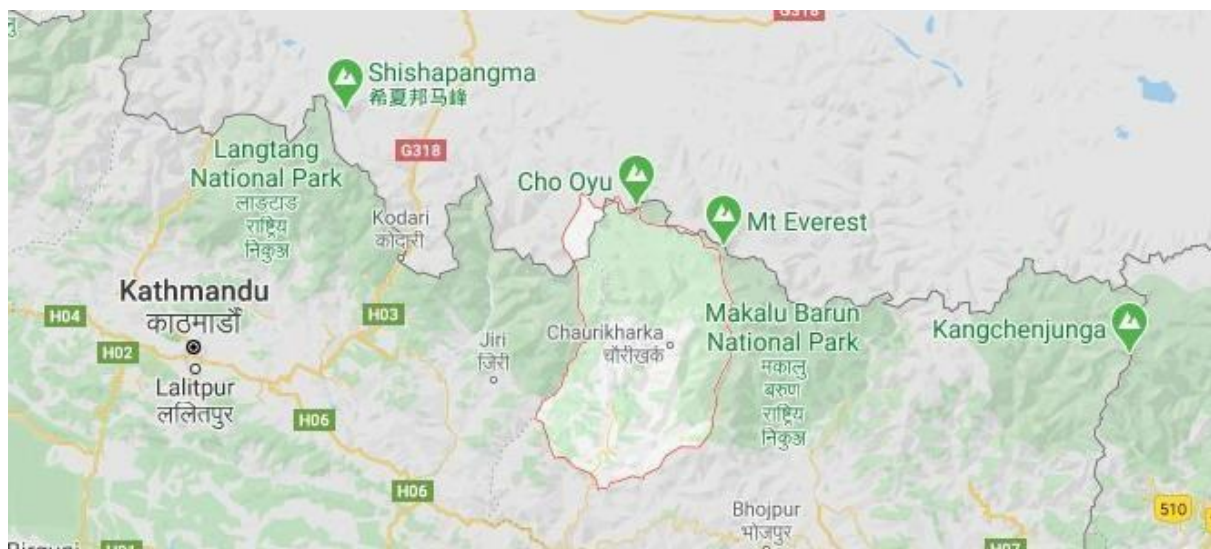 G318
Shishapangma
希夏邦马峰
G318
Langtang
National Park
लाङटाङ
राष्ट्रिय
निकुञ्ज
Cho Oyu
Mt Everest
Kodari
कोदारी
Kathmandu
काठमाडौं
H04
H03
H02
Lalitpur
ललितपुर
Jiri
जिरी
Chaurikharka
चौंरीखर्क
Makalu Barun
National Park
मकालु
बरुण
राष्ट्रिय
निकुञ्ज
Kangchenjunga
H06
H06
Bhojpur
भोजपुर
510
H07